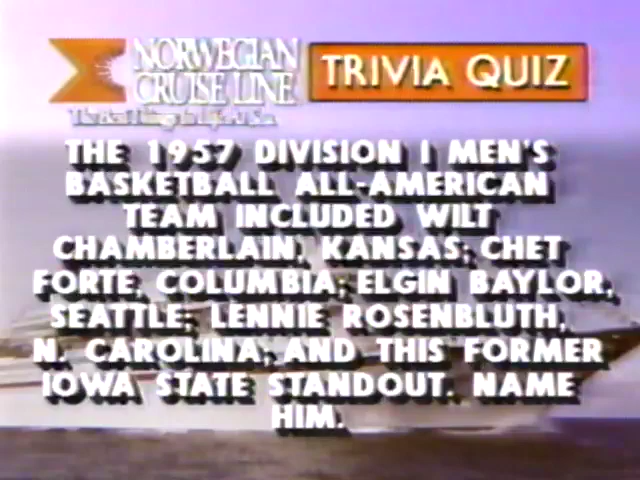 NORWEGIAN
CRUISE LINE
TRIVIA QUIZ
THE 1957 DIVISION I MEN'S
BASKETBALL ALL-AMERICAN
TEAM INCLUDED WILT
CHAMBERLAIN, KANSAS; CHET
FORTE, COLUMBIA; ELGIN BAYLOR,
SEATTLE; LENNIE ROSENBLUTH,
N. CAROLINA; AND THIS FORMER
IOWA STATE STANDOUT. NAME
HIM.